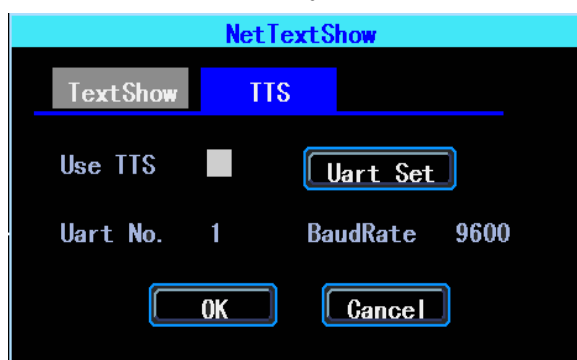 NetTextShow
TextShow TTS
Use TTS Uart Set
Uart No. 1 BaudRate 9600
OK Cancel